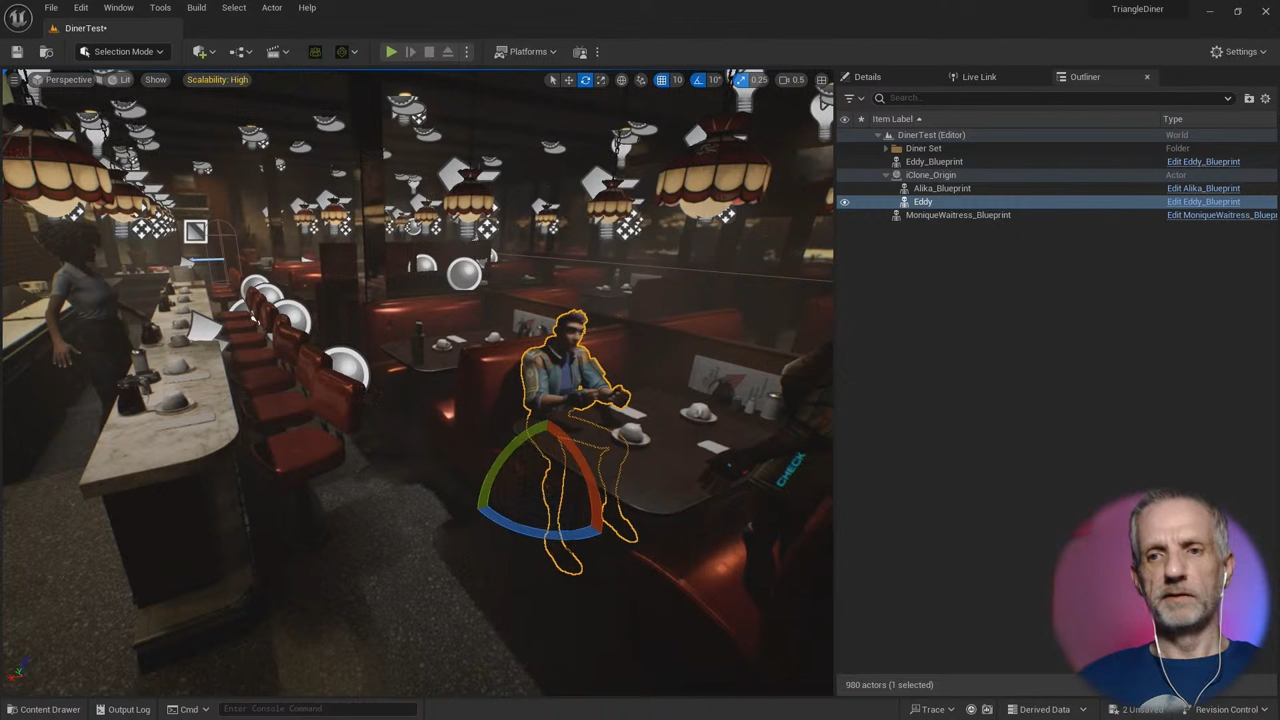 File Edit Window Tools Build Select Actor Help
TriangleDiner
DinerTest•
Selection Mode
Platforms
Settings
Perspective Lit Show Scalability: High
10 10° 0.25 0.5
Details Live Link Outliner
Search...
Item Label Type
DinerTest (Editor) World
Diner Set Folder
Eddy_Blueprint Edit Eddy_Blueprint
iClone_Origin Actor
Alika_Blueprint Edit Alika_Blueprint
Eddy Edit Eddy_Blueprint
MoniqueWaitress_Blueprint Edit MoniqueWaitress_Bluep
CHECK
980 actors (1 selected)
Content Drawer Output Log Cmd Enter Console Command Trace Derived Data 2 Unsaved Revision Control